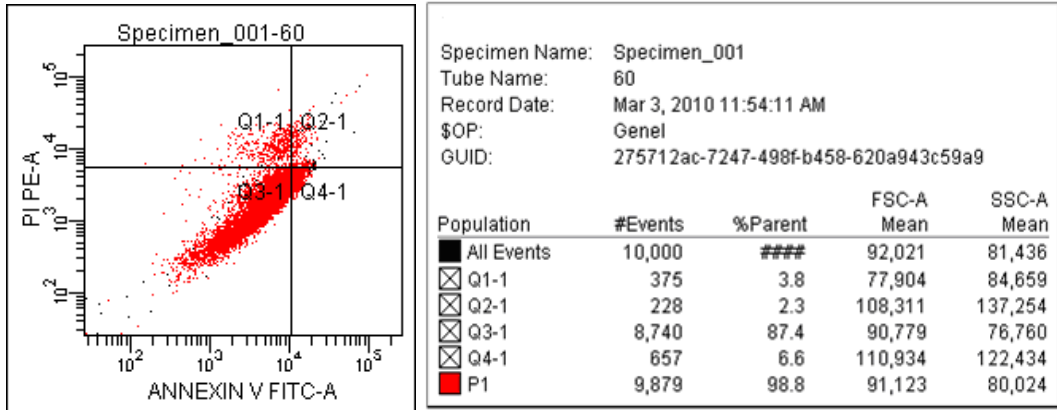 Specimen_001-60
PI PE-A
10^5
10^4
10^3
10^2
Q1-1 Q2-1
Q3-1 Q4-1
10^2 10^3 10^4 10^5
ANNEXIN V FITC-A
Specimen Name: Specimen_001
Tube Name: 60
Record Date: Mar 3, 2010 11:54:11 AM
$OP: Genel
GUID: 275712ac-7247-498f-b458-620a943c59a9
FSC-A SSC-A
Population #Events %Parent Mean Mean
All Events 10,000 #### 92,021 81,436
Q1-1 375 3.8 77,904 84,659
Q2-1 228 2.3 108,311 137,254
Q3-1 8,740 87.4 90,779 76,760
Q4-1 657 6.6 110,934 122,434
P1 9,879 98.8 91,123 80,024